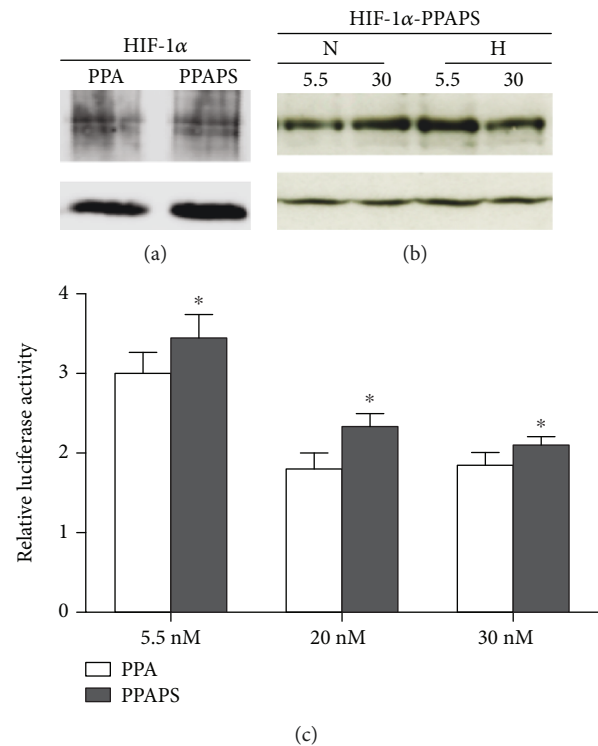 HIF-1α
PPA PPAPS
(a)
HIF-1α-PPAPS
N H
5.5 30 5.5 30
(b)
4
3
2
1
0
Relative luciferase activity
* * *
5.5 nM 20 nM 30 nM
PPA
PPAPS
(c)